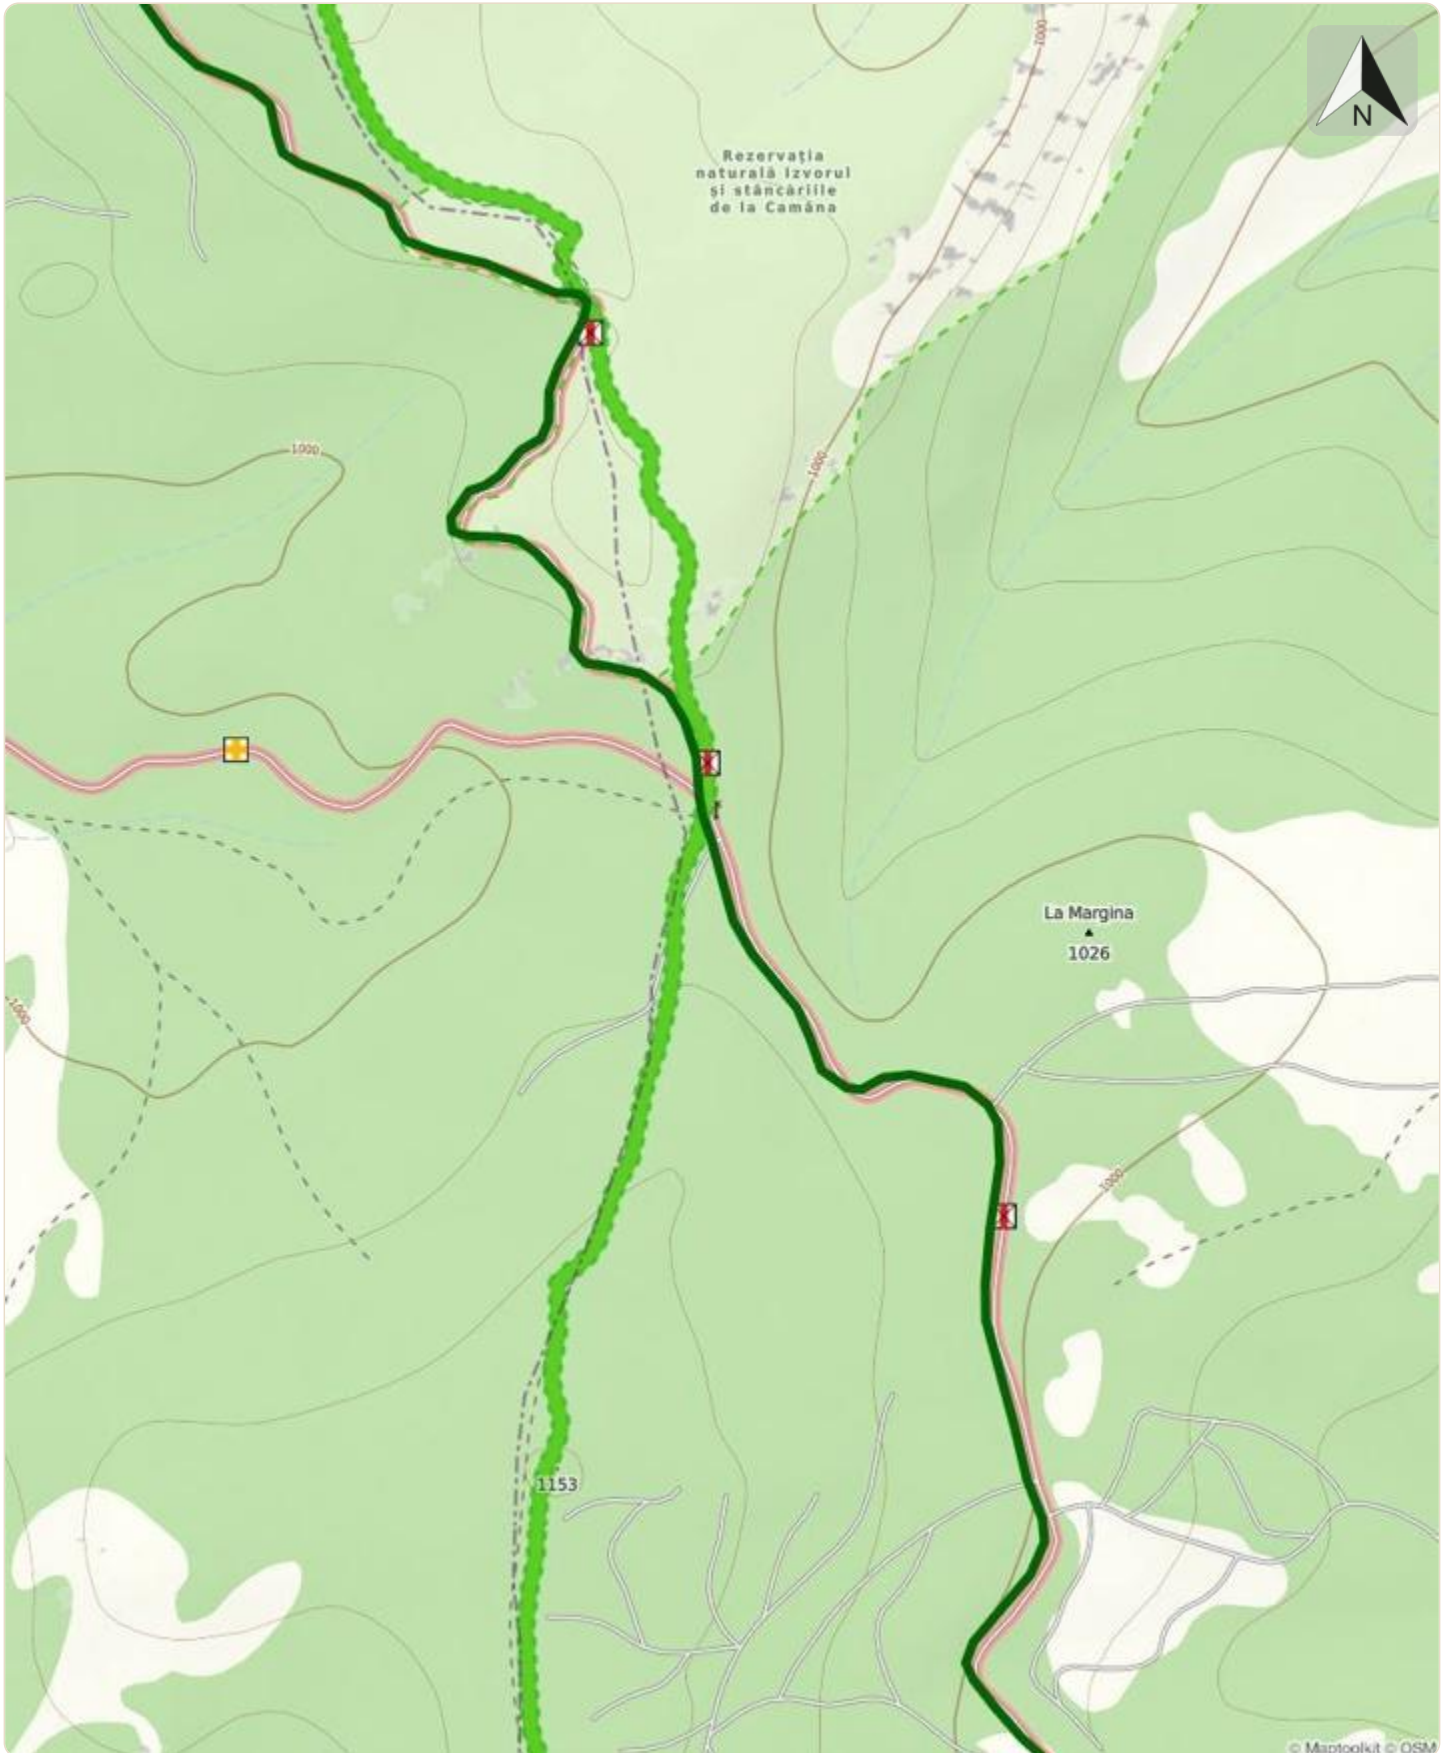 1000
N
Rezervația
naturală Izvorul
și stâncăriile
de la Camâna
1000
1000
La Margina
1026
1000
1000
1153
© Maptoolkit © OSM